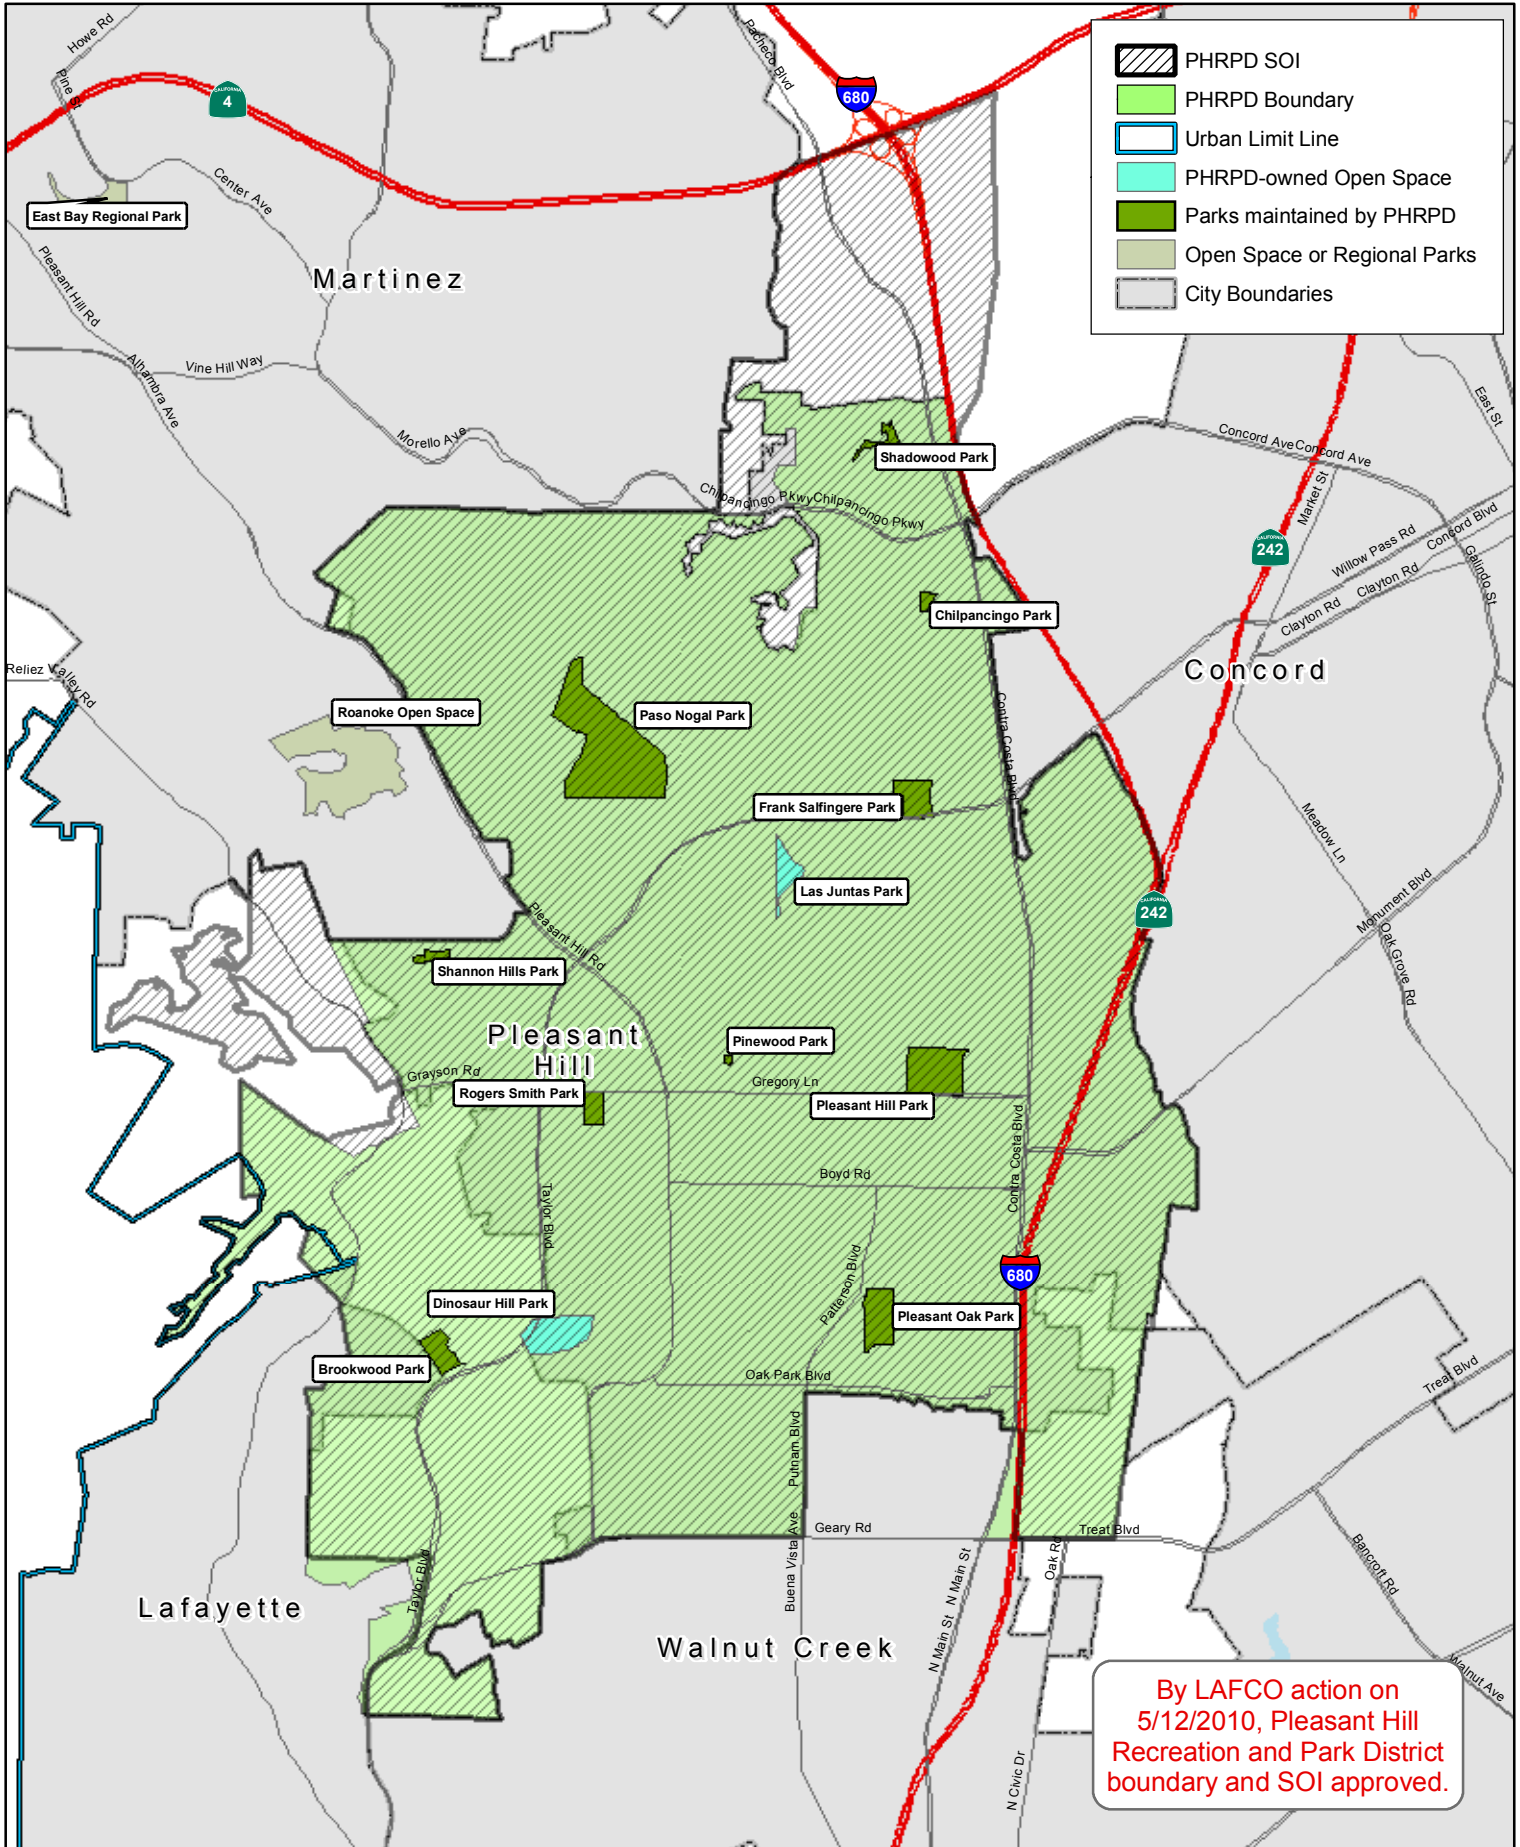 Howe Rd
Pine St
CALIFORNIA
4
Center Ave
East Bay Regional Park
Pleasant Hill Rd
Martinez
Pacheco Blvd
680
PHRPD SOI
PHRPD Boundary
Urban Limit Line
PHRPD-owned Open Space
Parks maintained by PHRPD
Open Space or Regional Parks
City Boundaries
Vine Hill Way
Alhambra Ave
Morello Ave
Shadowood Park
Chilpancingo Pkwy
Chilpancingo Pkwy
East St
Concord Ave
Concord Ave
Market St
CALIFORNIA
242
Willow Pass Rd
Concord Blvd
Clayton Rd
Clayton Rd
Galindo St
Chilpancingo Park
Concord
Reliez Valley Rd
Roanoke Open Space
Paso Nogal Park
Contra Costa Blvd
Frank Salfingere Park
Meadow Ln
Las Juntas Park
Monument Blvd
CALIFORNIA
242
Oak Grove Rd
Pleasant Hill Rd
Shannon Hills Park
Pleasant
Hill
Pinewood Park
Grayson Rd
Rogers Smith Park
Gregory Ln
Pleasant Hill Park
Contra Costa Blvd
Boyd Rd
Taylor Blvd
Patterson Blvd
680
Dinosaur Hill Park
Pleasant Oak Park
Brookwood Park
Oak Park Blvd
Treat Blvd
Putnam Blvd
Geary Rd
Treat Blvd
Buena Vista Ave
N Main St
N Main St
Oak Rd
Bancroft Rd
Taylor Blvd
Lafayette
Walnut Creek
Walnut Ave
N Civic Dr
By LAFCO action on
5/12/2010, Pleasant Hill
Recreation and Park District
boundary and SOI approved.